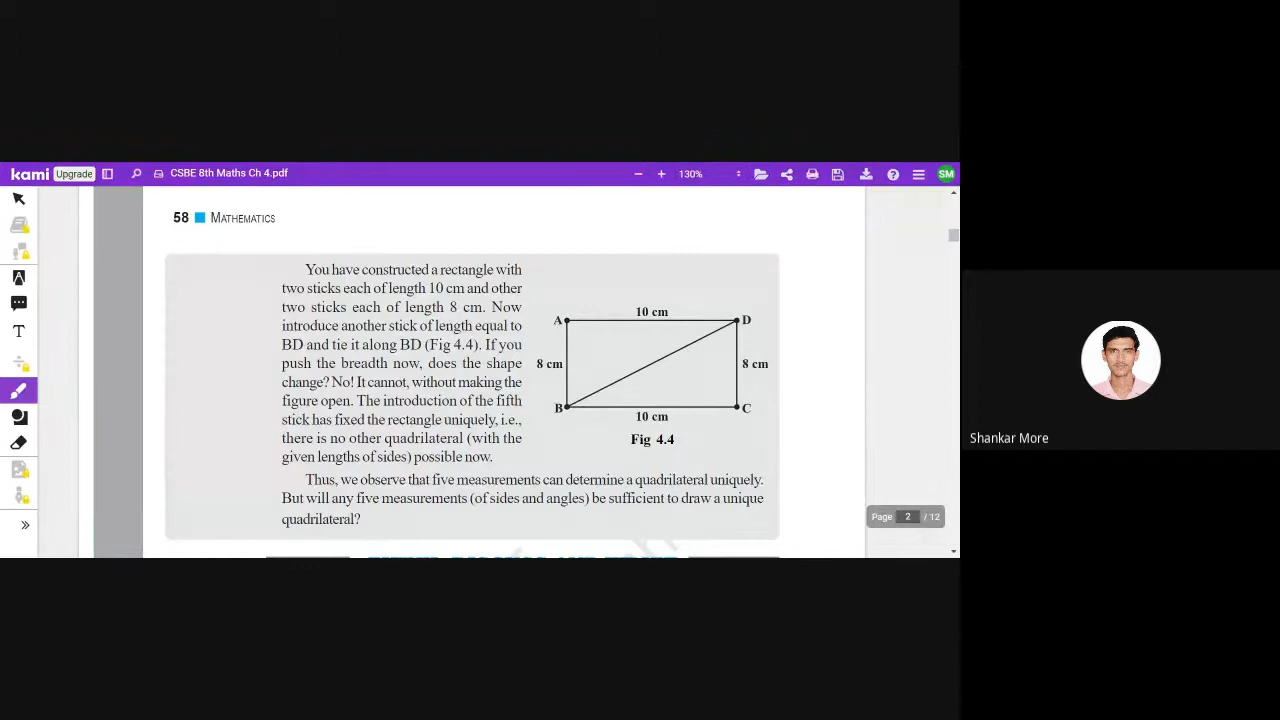 kami Upgrade CSBE 8th Maths Ch 4.pdf 130% SM
58 MATHEMATICS
You have constructed a rectangle with
two sticks each of length 10 cm and other
two sticks each of length 8 cm. Now
introduce another stick of length equal to
BD and tie it along BD (Fig 4.4). If you
push the breadth now, does the shape
change? No! It cannot, without making the
figure open. The introduction of the fifth
stick has fixed the rectangle uniquely, i.e.,
there is no other quadrilateral (with the
given lengths of sides) possible now.
10 cm
A D
8 cm 8 cm
B C
10 cm
Fig 4.4
Thus, we observe that five measurements can determine a quadrilateral uniquely.
But will any five measurements (of sides and angles) be sufficient to draw a unique
quadrilateral?
Page 2 / 12
Shankar More